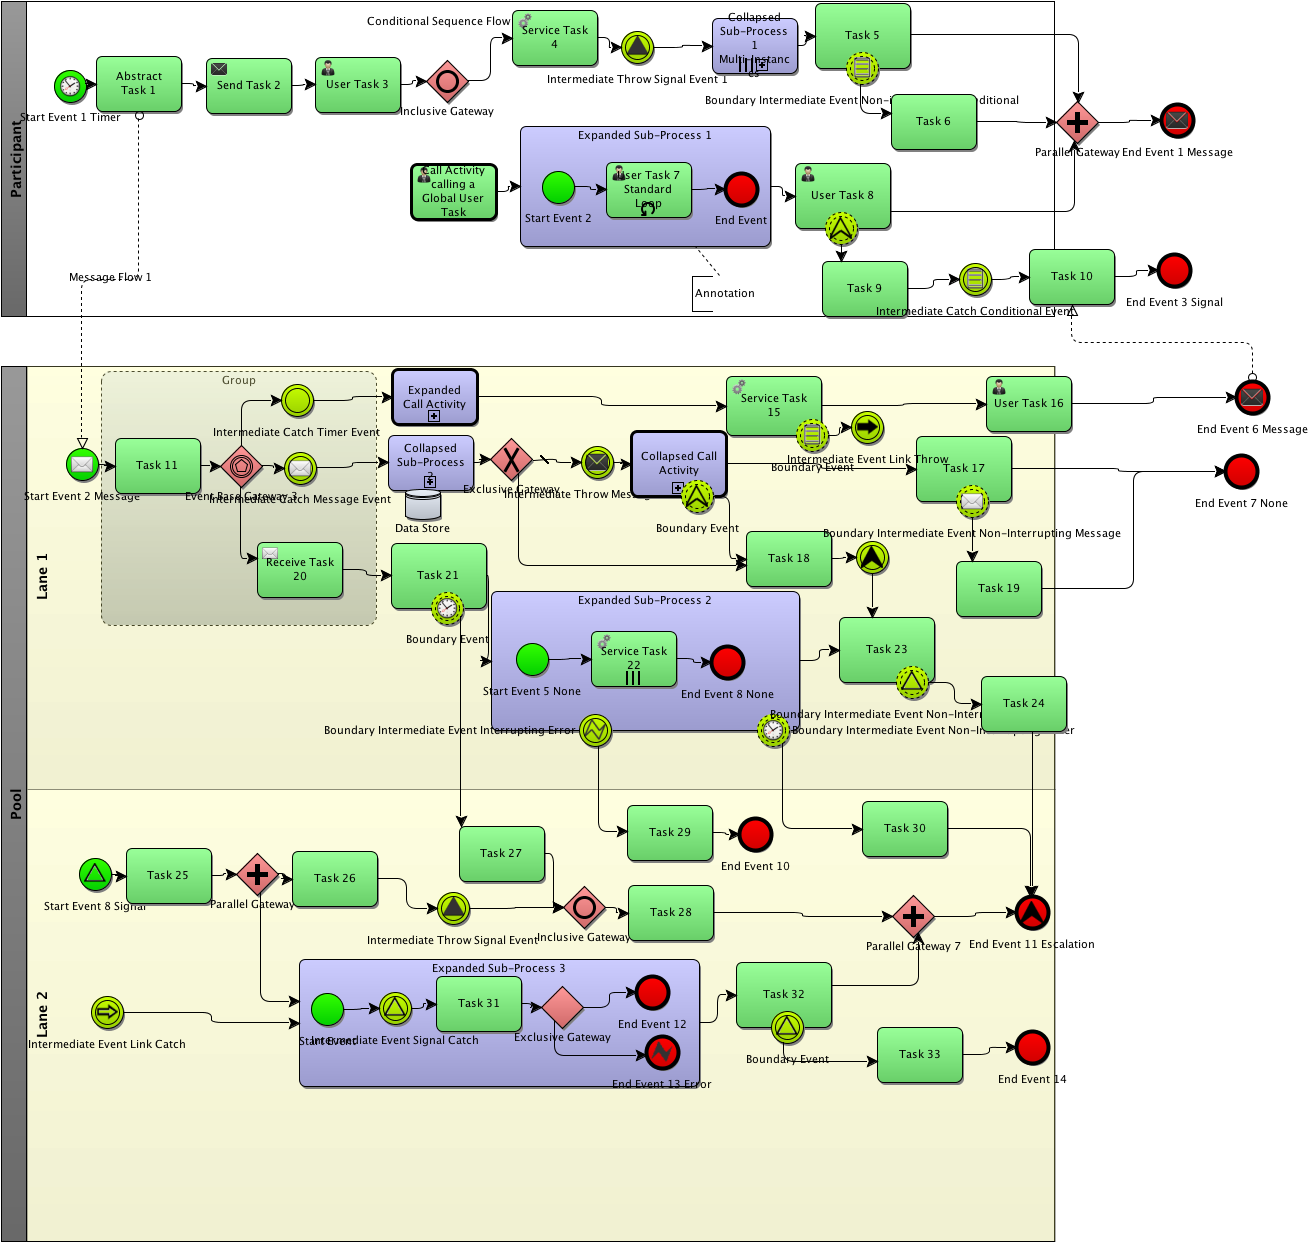 Participant
Start Event 1 Timer
Abstract
Task 1
Send Task 2
User Task 3
Inclusive Gateway
Conditional Sequence Flow
Service Task
4
Intermediate Throw Signal Event 1
Collapsed
Sub-Process
1
Multi-Instanc
es
Task 5
Boundary Intermediate Event Non-i
ditional
Task 6
Parallel Gateway
End Event 1 Message
Call Activity
calling a
Global User
Task
Expanded Sub-Process 1
Start Event 2
User Task 7
Standard
Loop
End Event
User Task 8
Task 9
Annotation
Intermediate Catch Conditional Event
Task 10
End Event 3 Signal
Message Flow 1
Pool
Lane 1
Group
Start Event 2 Message
Task 11
Event Base Gateway 3
Intermediate Catch Timer Event
Intermediate Catch Message Event
Receive Task
20
Expanded
Call Activity
Collapsed
Sub-Process
2
Data Store
Exclusive Gateway
Intermediate Throw Messa
Collapsed Call
Activity
Boundary Event
Service Task
15
Boundary Event
Intermediate Event Link Throw
User Task 16
End Event 6 Message
Task 17
Boundary Intermediate Event Non-Interrupting Message
End Event 7 None
Task 18
Task 19
Task 21
Boundary Event
Expanded Sub-Process 2
Start Event 5 None
Service Task
22
End Event 8 None
Boundary Intermediate Event Interrupting Error
Task 23
Boundary Intermediate Event Non-Interr
Boundary Intermediate Event Non-In
Task 24
Lane 2
Task 27
Task 29
End Event 10
Task 30
Start Event 8 Signal
Task 25
Parallel Gateway
Task 26
Intermediate Throw Signal Event
Inclusive Gateway
Task 28
Parallel Gateway 7
End Event 11 Escalation
Intermediate Event Link Catch
Expanded Sub-Process 3
Start Event
Intermediate Event Signal Catch
Task 31
Exclusive Gateway
End Event 12
End Event 13 Error
Task 32
Boundary Event
Task 33
End Event 14